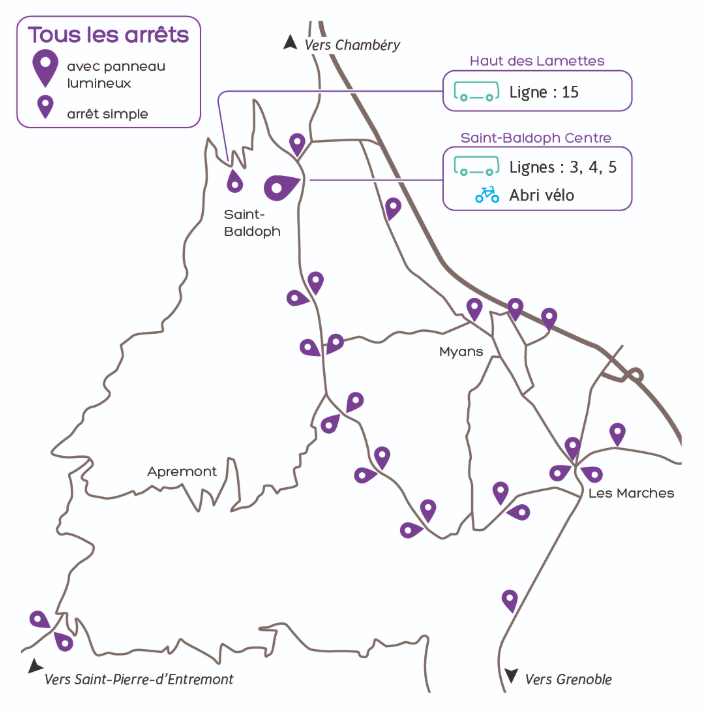 Tous les arrêts
avec panneau
lumineux
arrêt simple
Vers Chambéry
Haut des Lamettes
Ligne : 15
Saint-Baldoph Centre
Lignes : 3, 4, 5
Abri vélo
Saint-
Baldoph
Myans
Apremont
Les Marches
Vers Saint-Pierre-d’Entremont
Vers Grenoble